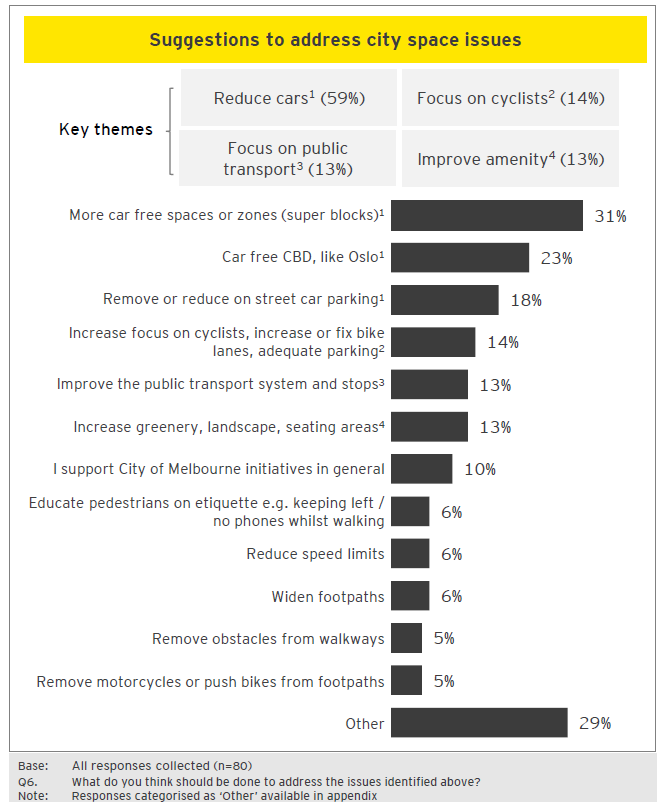 Suggestions to address city space issues
Key themes
Reduce cars¹ (59%)
Focus on cyclists² (14%)
Focus on public
transport³ (13%)
Improve amenity⁴ (13%)
More car free spaces or zones (super blocks)¹
31%
Car free CBD, like Oslo¹
23%
Remove or reduce on street car parking¹
18%
Increase focus on cyclists, increase or fix bike
lanes, adequate parking²
14%
Improve the public transport system and stops³
13%
Increase greenery, landscape, seating areas⁴
13%
I support City of Melbourne initiatives in general
10%
Educate pedestrians on etiquette e.g. keeping left /
no phones whilst walking
6%
Reduce speed limits
6%
Widen footpaths
6%
Remove obstacles from walkways
5%
Remove motorcycles or push bikes from footpaths
5%
Other
29%
Base: All responses collected (n=80)
Q6. What do you think should be done to address the issues identified above?
Note: Responses categorised as ‘Other’ available in appendix